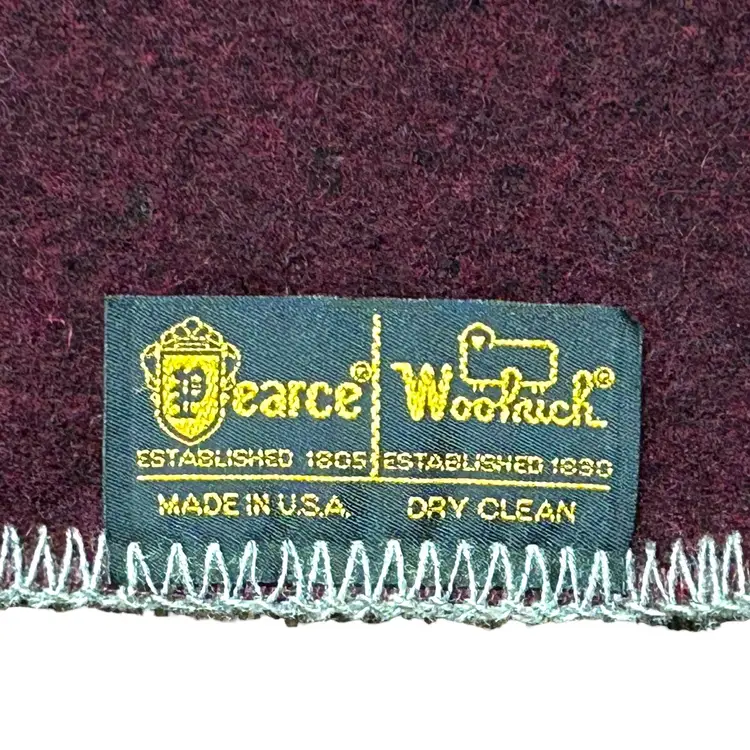 Pearce® Woolrich®
ESTABLISHED 1805 ESTABLISHED 1830
MADE IN U.S.A. DRY CLEAN